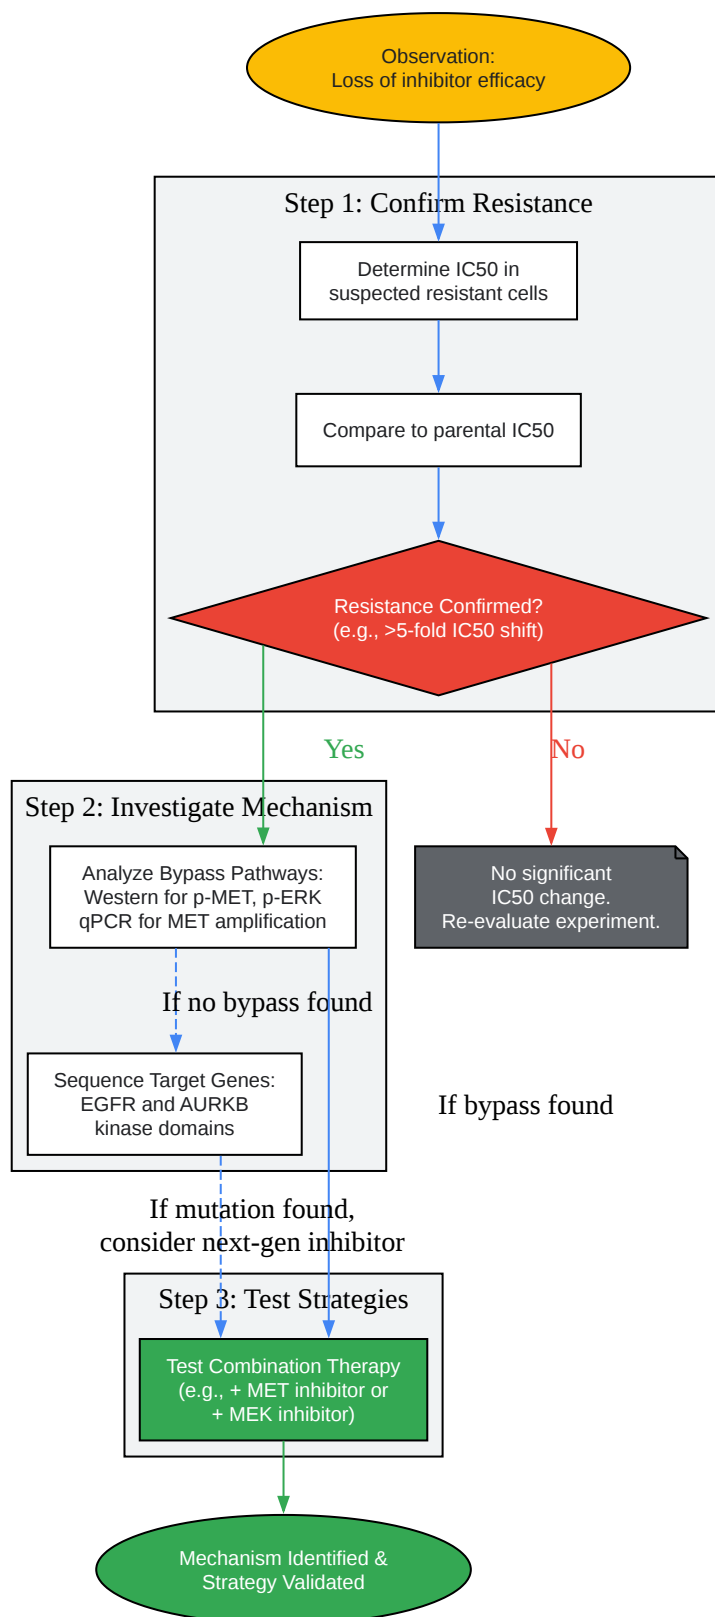 Observation:
Loss of inhibitor efficacy
Step 1: Confirm Resistance
Determine IC50 in
suspected resistant cells
Compare to parental IC50
Resistance Confirmed?
(e.g., >5-fold IC50 shift)
Yes
No
Step 2: Investigate Mechanism
Analyze Bypass Pathways:
Western for p-MET, p-ERK
qPCR for MET amplification
No significant
IC50 change.
Re-evaluate experiment.
If no bypass found
Sequence Target Genes:
EGFR and AURKB
kinase domains
If bypass found
If mutation found,
consider next-gen inhibitor
Step 3: Test Strategies
Test Combination Therapy
(e.g., + MET inhibitor or
+ MEK inhibitor)
Mechanism Identified &
Strategy Validated